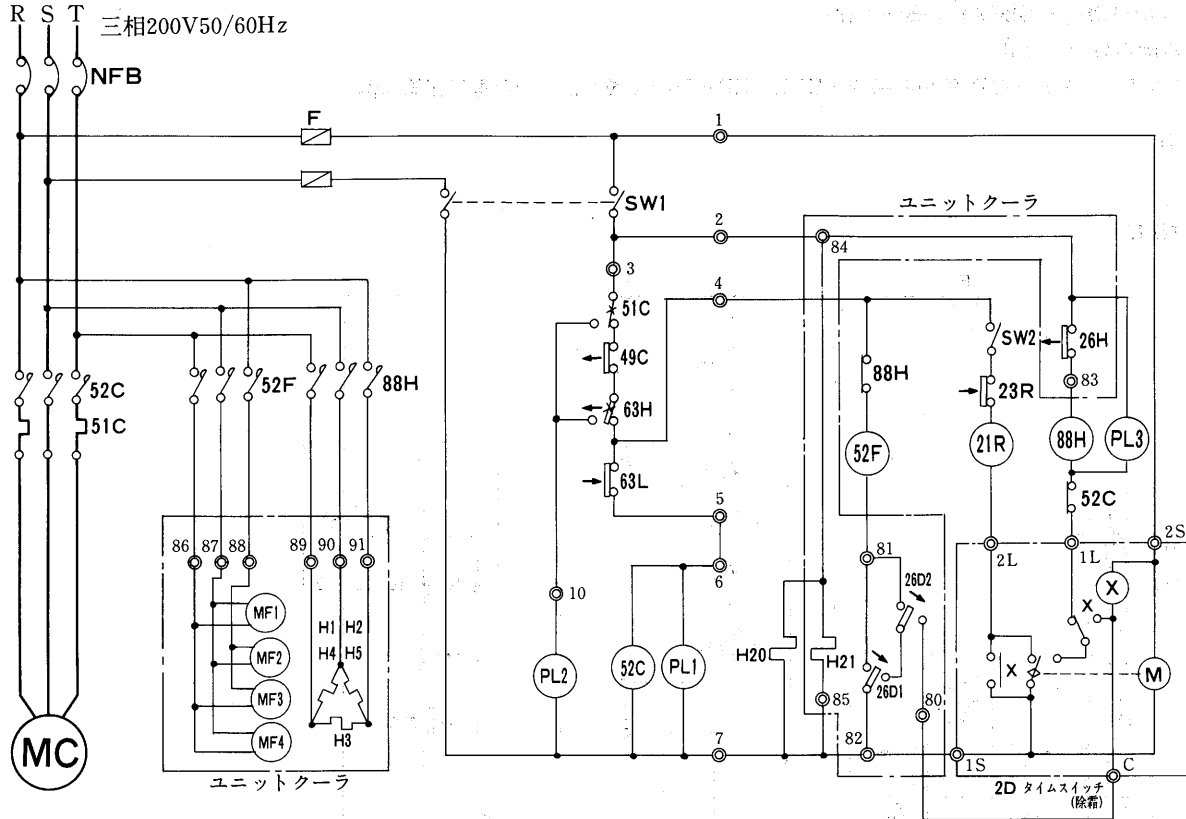 R S T
三相200V50/60Hz
NFB
F
1
SW1
ユニットクーラ
2
84
3
4
51C
SW2
26H
49C
88H
23R
83
52C
52F
88H
63H
51C
52F
21R
88H
PL3
63L
52C
5
86 87 88 89 90 91
81
2L
1L
2S
6
26D2
X
10
X
MF1
H1 H2
MF2
H4 H5
PL2
52C
PL1
H20
H21
X
M
MF3
26D1
85
80
MF4
H3
MC
7
82
1S
C
ユニットクーラ
2D タイムスイッチ
(除霜)